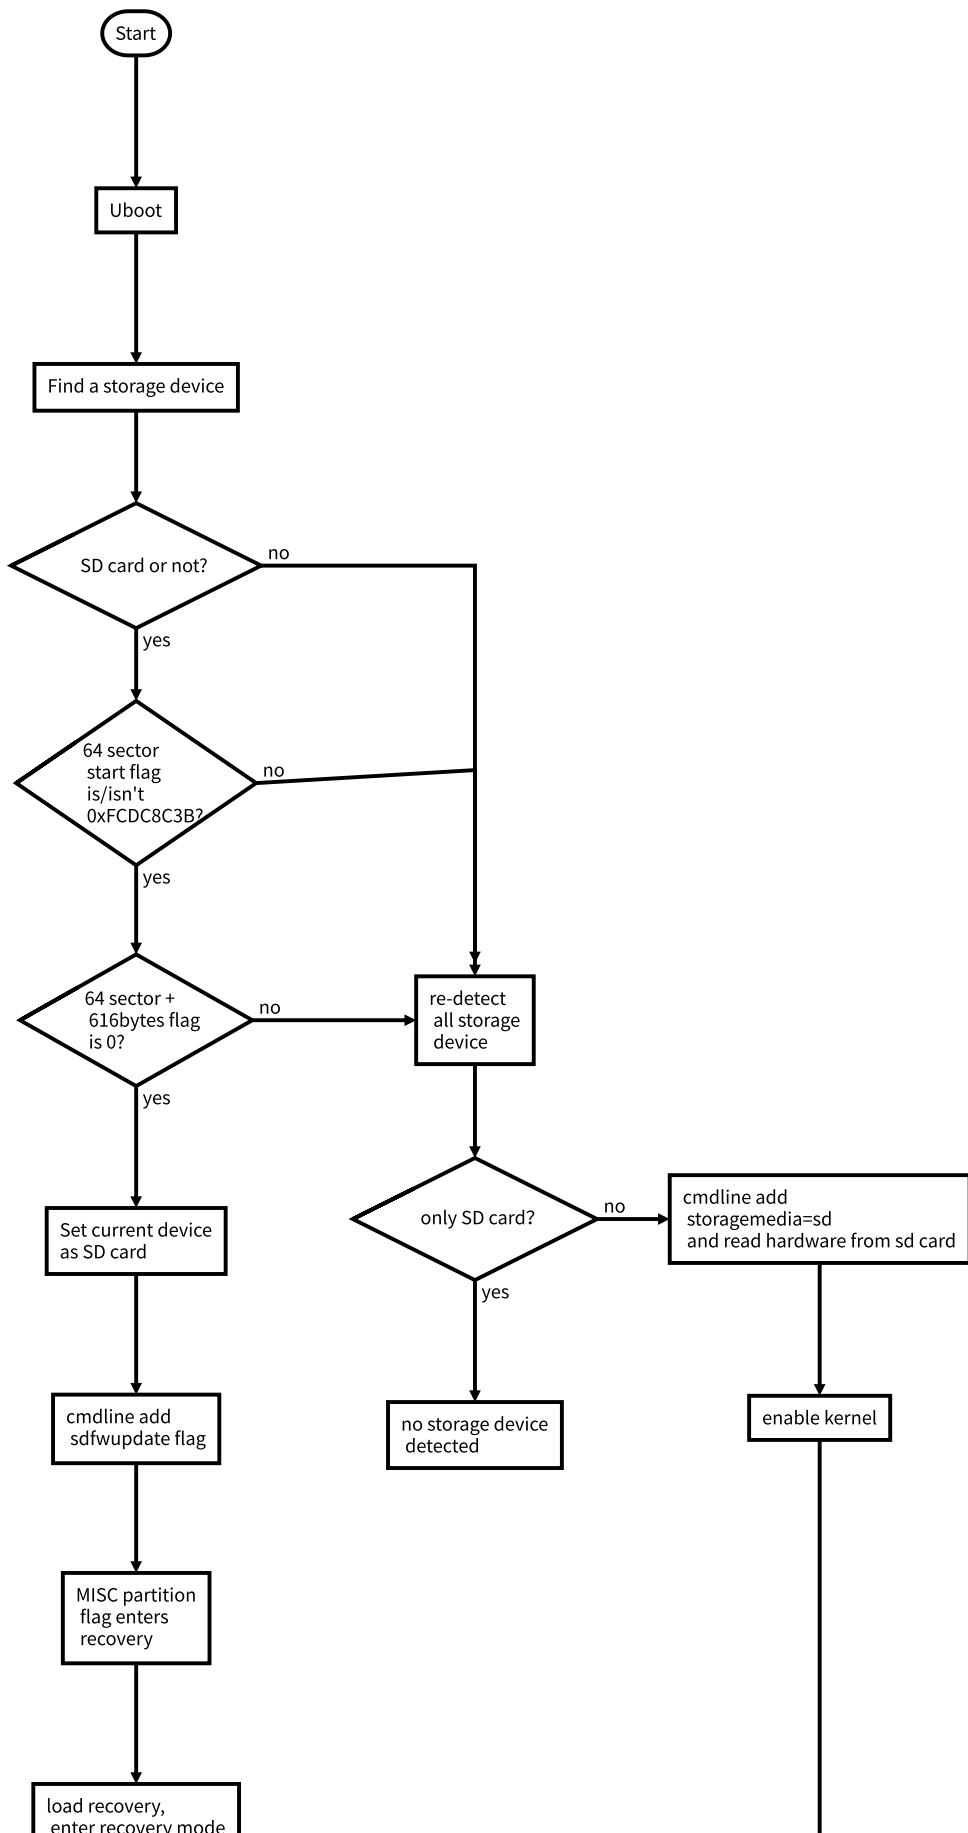 Start
Uboot
Find a storage device
SD card or not?
no
yes
64 sector
start flag
is/isn't
0xFCDC8C3B?
no
yes
64 sector +
616bytes flag
is 0?
no
yes
re-detect
all storage
device
only SD card?
no
yes
cmdline add
storagemedia=sd
and read hardware from sd card
Set current device
as SD card
cmdline add
sdfwupdate flag
no storage device
detected
enable kernel
MISC partition
flag enters
recovery
load recovery,
enter recovery mode